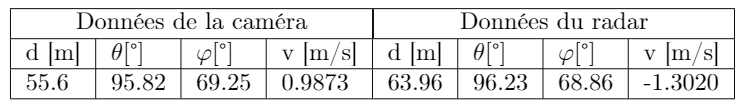 Données de la caméra Données du radar
d [m] θ[°] φ[°] v [m/s] d [m] θ[°] φ[°] v [m/s]
55.6 95.82 69.25 0.9873 63.96 96.23 68.86 -1.3020